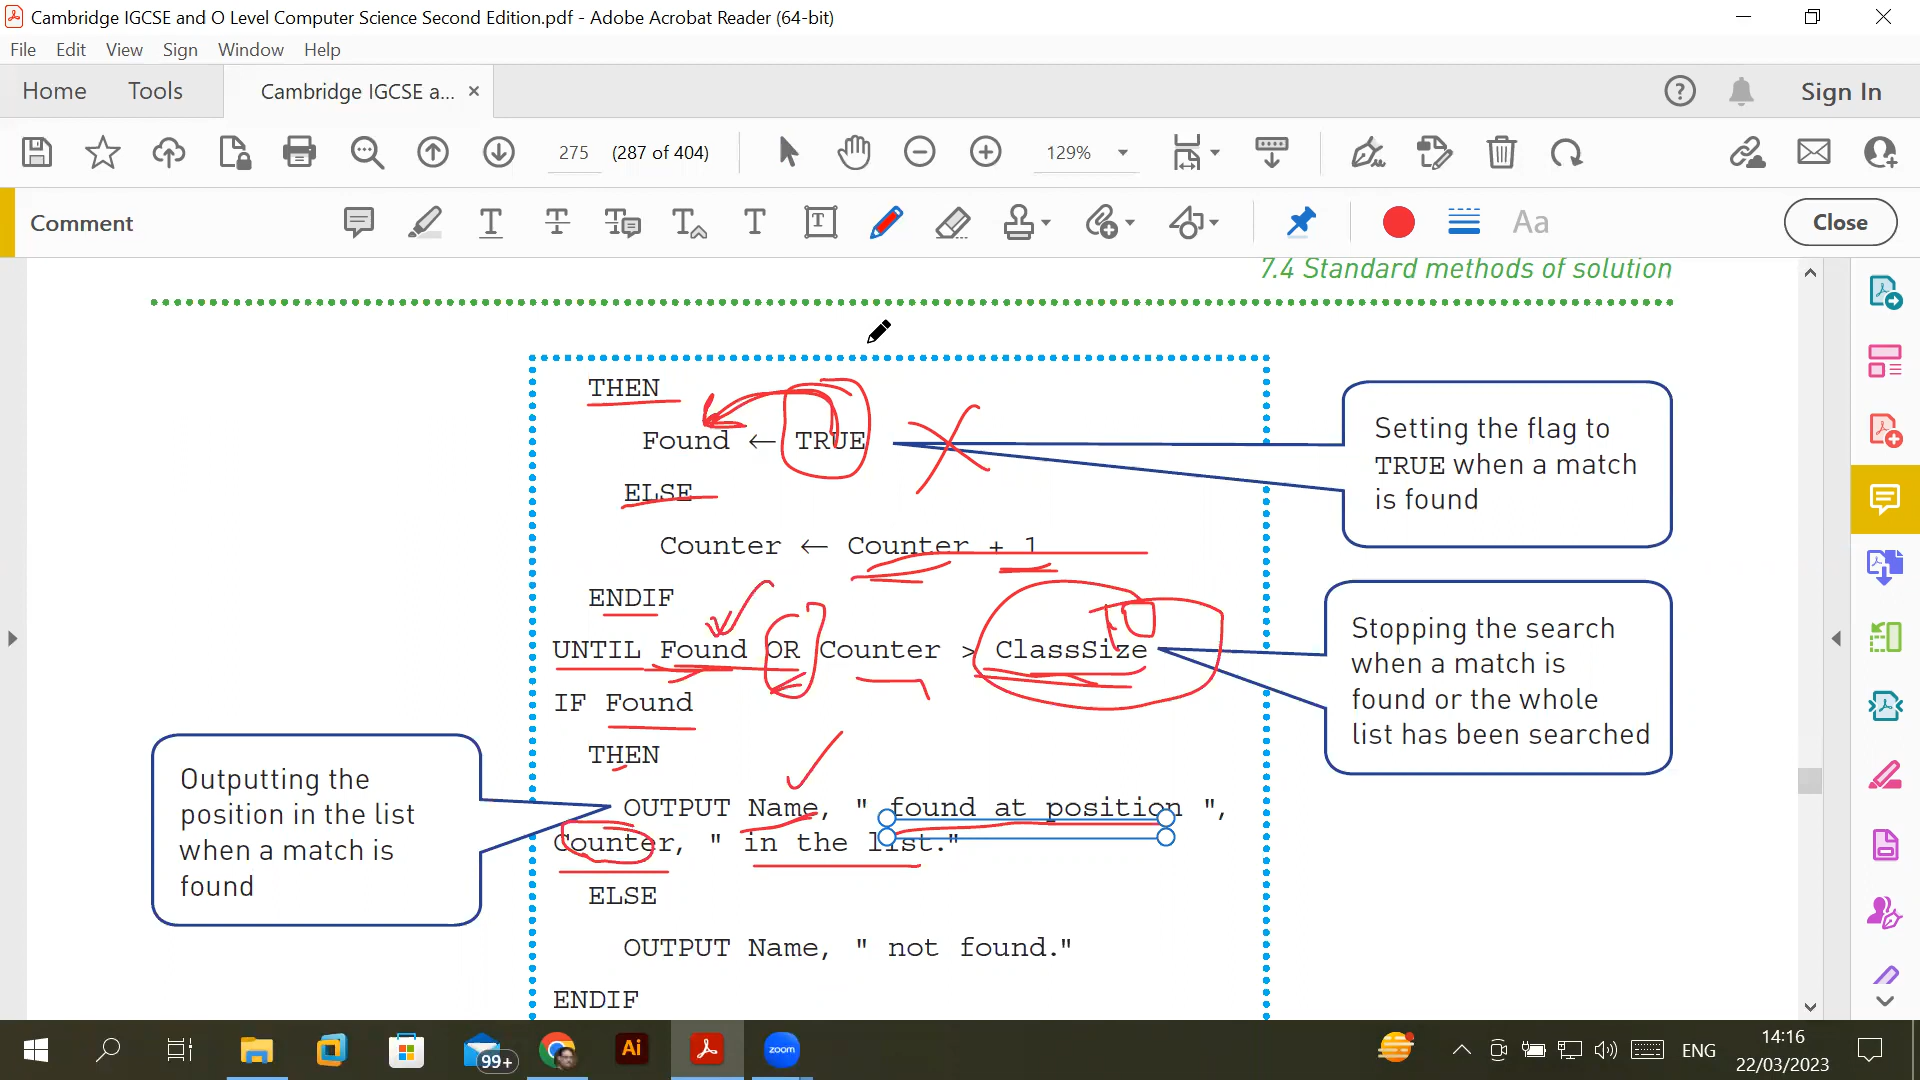 Cambridge IGCSE and O Level Computer Science Second Edition.pdf - Adobe Acrobat Reader (64-bit)
File Edit View Sign Window Help
Home Tools Cambridge IGCSE a... × Sign In
275 (287 of 404) 129%
Comment Aa Close
7.4 Standard methods of solution
THEN
Found ← TRUE
ELSE
Counter ← Counter + 1
ENDIF
UNTIL Found OR Counter > ClassSize
IF Found
THEN
OUTPUT Name, " found at position ",
Counter, " in the list."
ELSE
OUTPUT Name, " not found."
ENDIF
Setting the flag to
TRUE when a match
is found
Stopping the search
when a match is
found or the whole
list has been searched
Outputting the
position in the list
when a match is
found
99+
Ai
zoom
ENG
14:16
22/03/2023